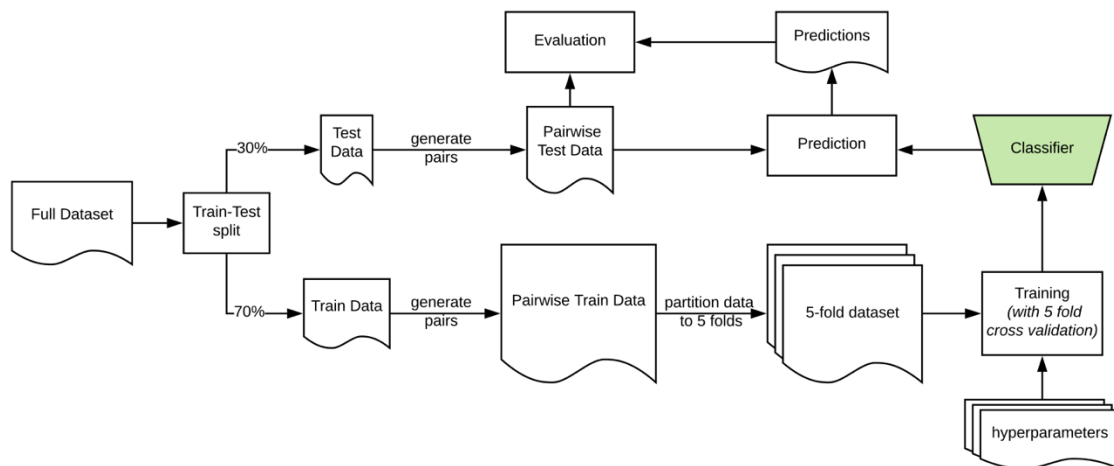 Evaluation
Predictions
Test
Data
30%
generate
pairs
Pairwise
Test Data
Prediction
Classifier
Full Dataset
Train-Test
split
70%
Train Data
generate
pairs
Pairwise Train Data
partition data
to 5 folds
5-fold dataset
Training
(with 5 fold
cross validation)
hyperparameters